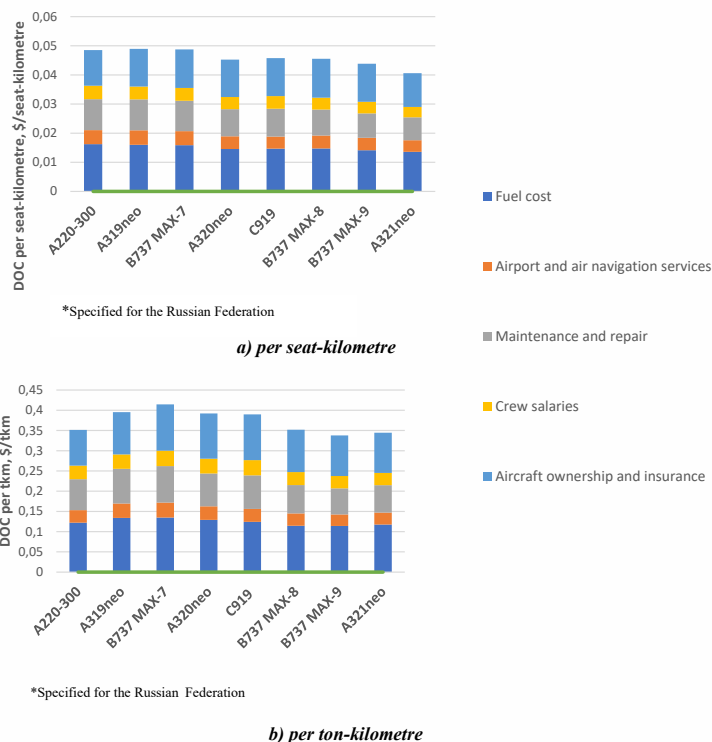 0,06
0,05
0,04
0,03
0,02
0,01
0
DOC per seat-kilometre, $/seat-kilometre
A220-300
A319neo
B737 MAX-7
A320neo
C919
B737 MAX-8
B737 MAX-9
A321neo
*Specified for the Russian Federation
a) per seat-kilometre
Fuel cost
Airport and air navigation services
Maintenance and repair
Crew salaries
Aircraft ownership and insurance
0,45
0,4
0,35
0,3
0,25
0,2
0,15
0,1
0,05
0
DOC per tkm, $/tkm
A220-300
A319neo
B737 MAX-7
A320neo
C919
B737 MAX-8
B737 MAX-9
A321neo
*Specified for the Russian Federation
b) per ton-kilometre